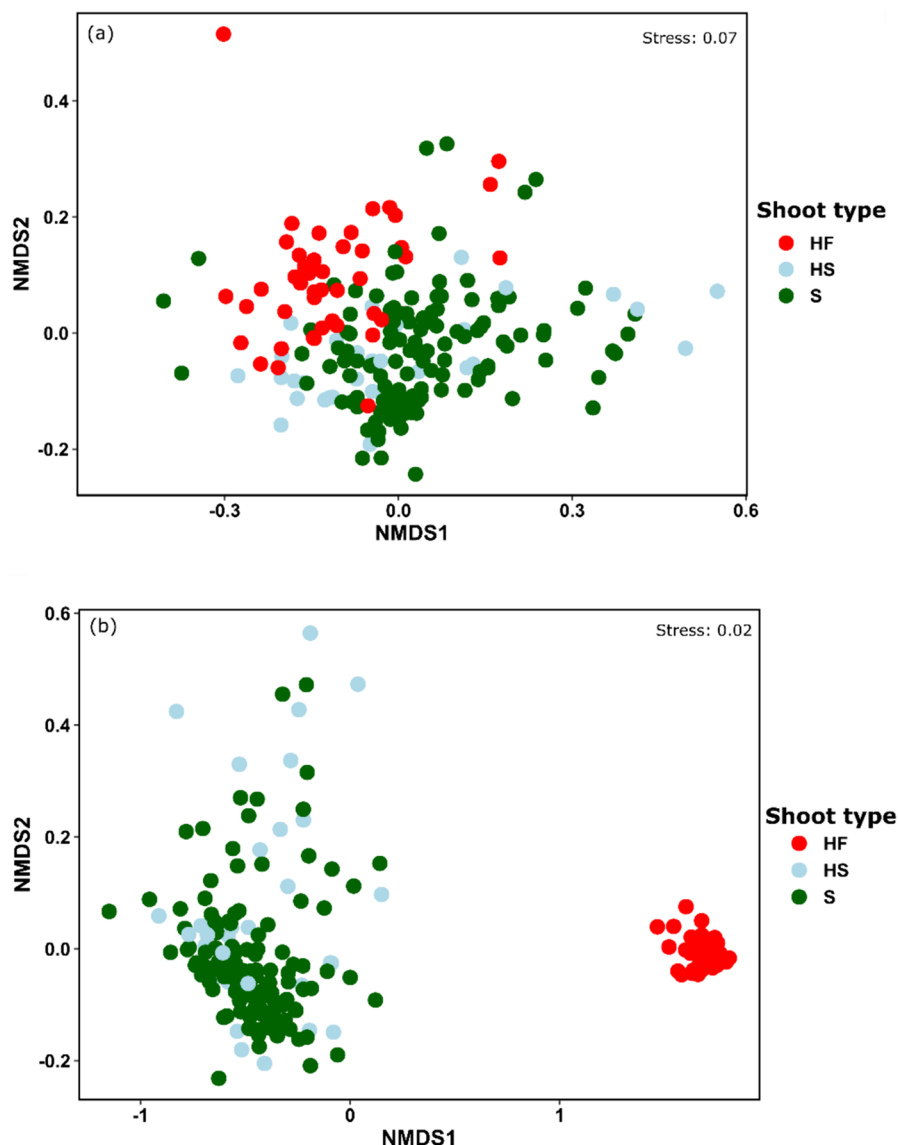 (a)
Stress: 0.07
0.4
0.2
0.0
-0.2
NMDS2
-0.3
0.0
0.3
0.6
NMDS1
Shoot type
HF
HS
S
(b)
Stress: 0.02
0.6
0.4
0.2
0.0
-0.2
NMDS2
-1
0
1
NMDS1
Shoot type
HF
HS
S